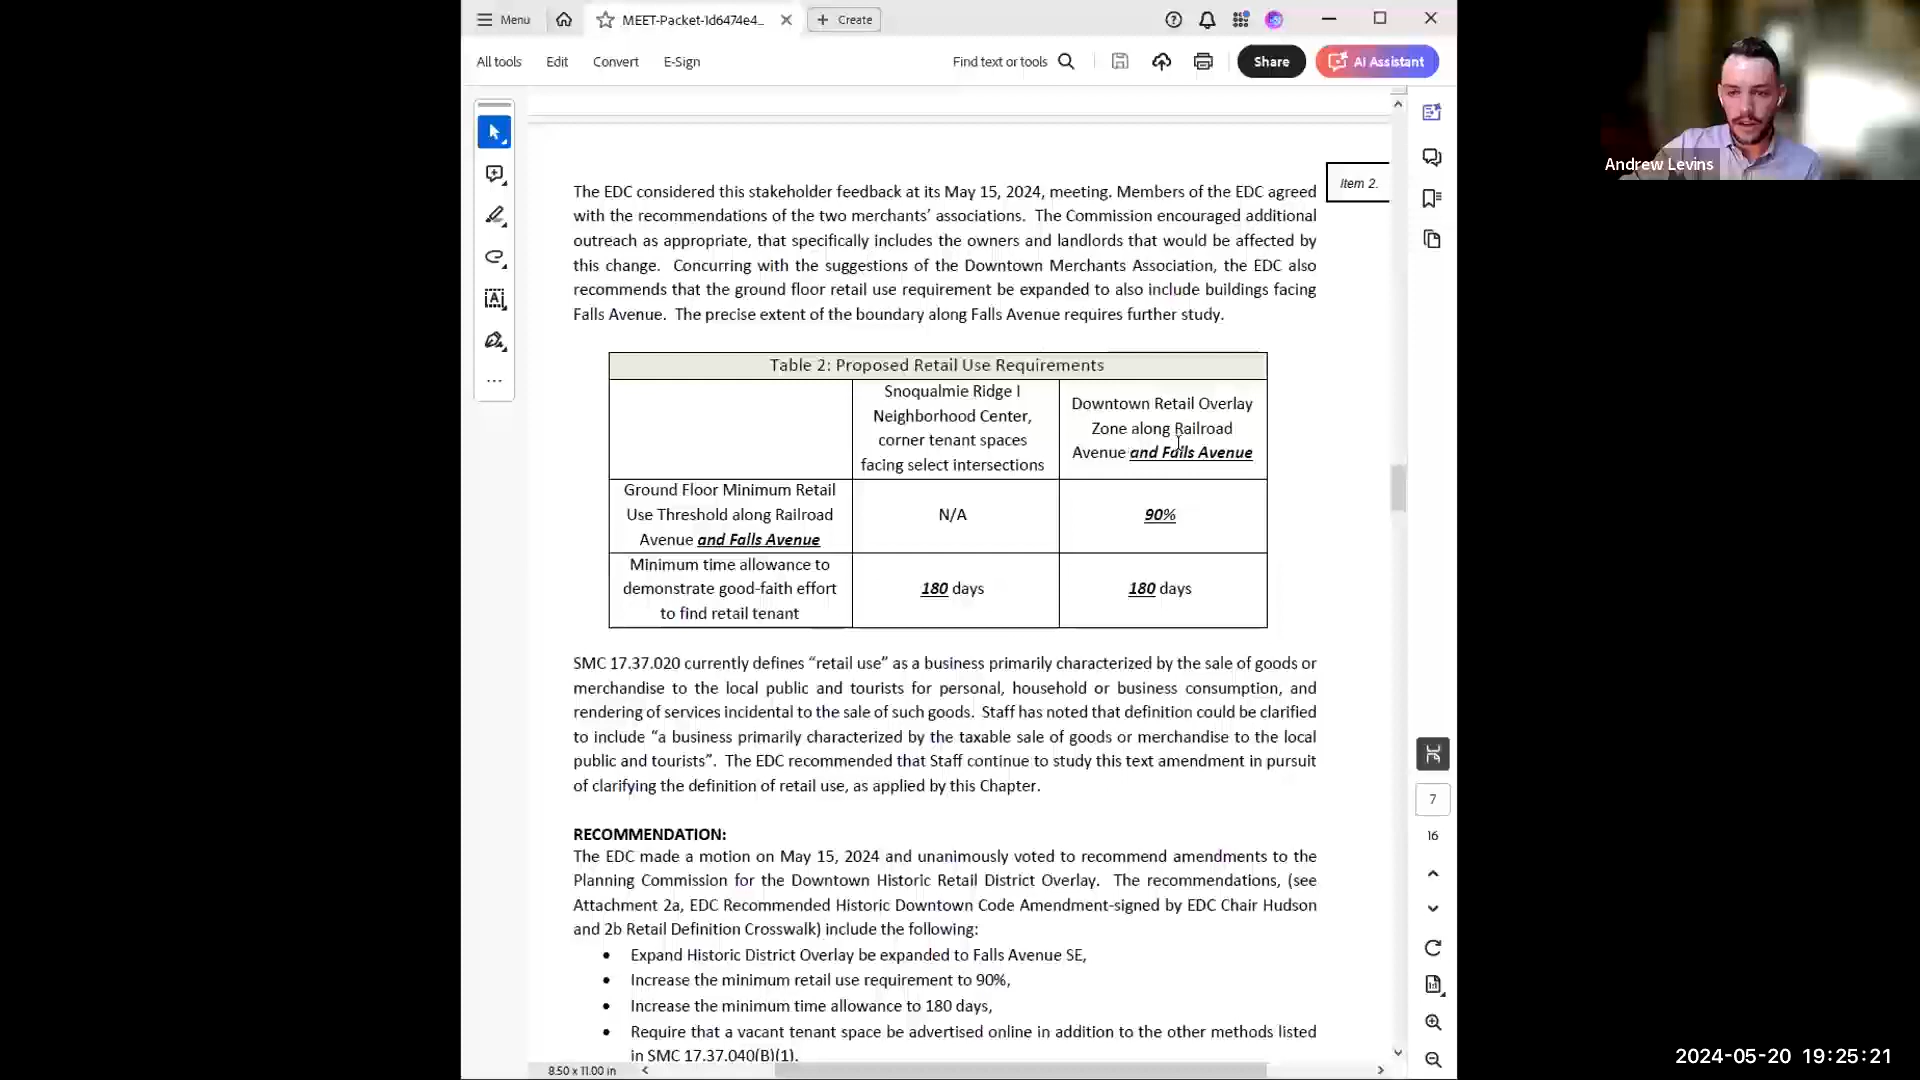 Menu
MEET-Packet-1d6474e4...
Create
All tools
Edit
Convert
E-Sign
Find text or tools
Share
AI Assistant
Andrew Levins
Item 2.
The EDC considered this stakeholder feedback at its May 15, 2024, meeting. Members of the EDC agreed
with the recommendations of the two merchants' associations. The Commission encouraged additional
outreach as appropriate, that specifically includes the owners and landlords that would be affected by
this change. Concurring with the suggestions of the Downtown Merchants Association, the EDC also
recommends that the ground floor retail use requirement be expanded to also include buildings facing
Falls Avenue. The precise extent of the boundary along Falls Avenue requires further study.
Table 2: Proposed Retail Use Requirements
Snoqualmie Ridge I
Neighborhood Center,
corner tenant spaces
facing select intersections
Downtown Retail Overlay
Zone along Railroad
Avenue and Falls Avenue
Ground Floor Minimum Retail
Use Threshold along Railroad
Avenue and Falls Avenue
N/A
90%
Minimum time allowance to
demonstrate good-faith effort
to find retail tenant
180 days
180 days
SMC 17.37.020 currently defines “retail use” as a business primarily characterized by the sale of goods or
merchandise to the local public and tourists for personal, household or business consumption, and
rendering of services incidental to the sale of such goods. Staff has noted that definition could be clarified
to include “a business primarily characterized by the taxable sale of goods or merchandise to the local
public and tourists”. The EDC recommended that Staff continue to study this text amendment in pursuit
of clarifying the definition of retail use, as applied by this Chapter.
RECOMMENDATION:
The EDC made a motion on May 15, 2024 and unanimously voted to recommend amendments to the
Planning Commission for the Downtown Historic Retail District Overlay. The recommendations, (see
Attachment 2a, EDC Recommended Historic Downtown Code Amendment-signed by EDC Chair Hudson
and 2b Retail Definition Crosswalk) include the following:
• Expand Historic District Overlay be expanded to Falls Avenue SE,
• Increase the minimum retail use requirement to 90%,
• Increase the minimum time allowance to 180 days,
• Require that a vacant tenant space be advertised online in addition to the other methods listed
in SMC 17.37.040(B)(1).
7
16
8.50 x 11.00 in
2024-05-20 19:25:21